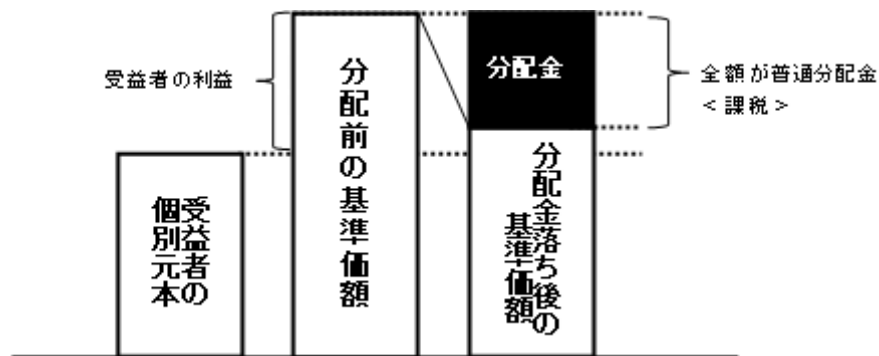 受益者の利益
受益者の
個別元本
分配前の基準価額
分配金
分配金落ち後の
基準価額
全額が普通分配金
＜課税＞